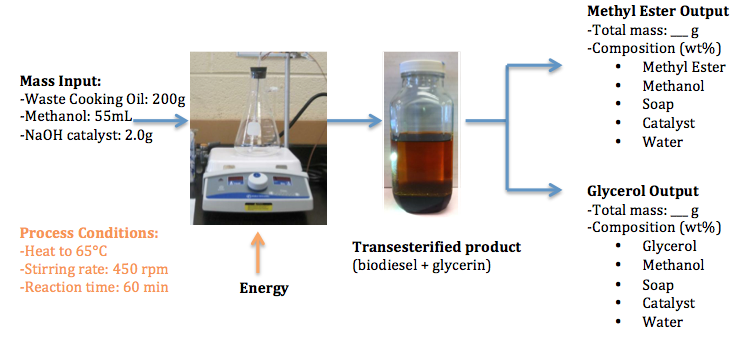 Mass Input:
-Waste Cooking Oil: 200g
-Methanol: 55mL
-NaOH catalyst: 2.0g
Process Conditions:
-Heat to 65°C
-Stirring rate: 450 rpm
-Reaction time: 60 min
Energy
Transesterified product
(biodiesel + glycerin)
Methyl Ester Output
-Total mass: ___ g
-Composition (wt%)
• Methyl Ester
• Methanol
• Soap
• Catalyst
• Water
Glycerol Output
-Total mass: ___ g
-Composition (wt%)
• Glycerol
• Methanol
• Soap
• Catalyst
• Water